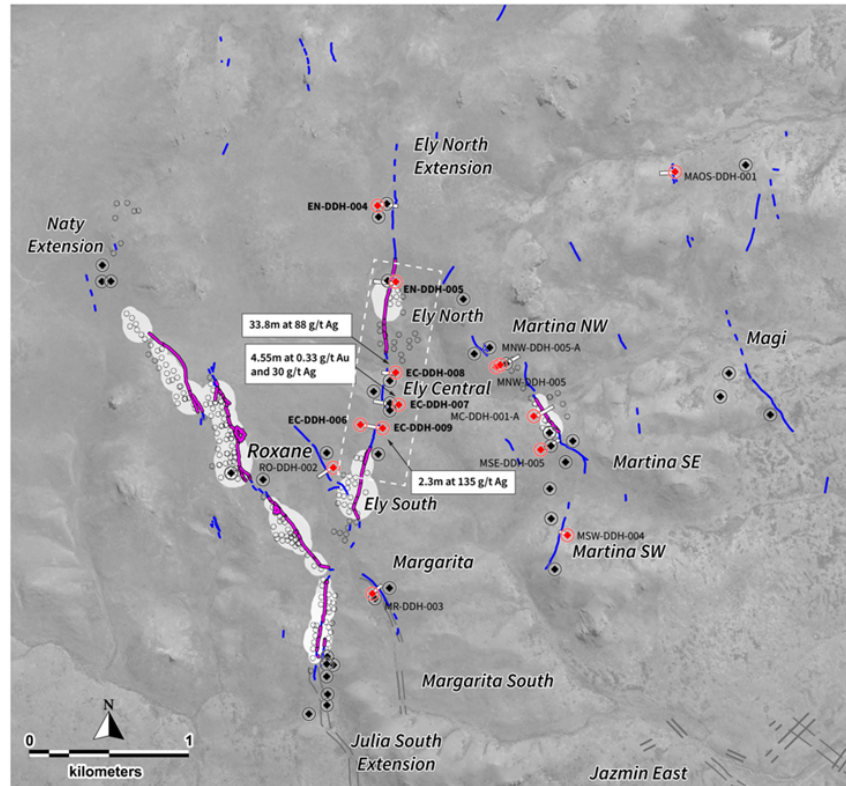 Ely North
Extension
MAOS-DDH-001
EN-DDH-004
Naty
Extension
EN-DDH-005
Ely North
33.8m at 88 g/t Ag
Martina NW
MNW-DDH-005-A
Magi
4.55m at 0.33 g/t Au
and 30 g/t Ag
EC-DDH-008
MNW-DDH-005
Ely Central
EC-DDH-007
MC-DDH-001-A
EC-DDH-006
EC-DDH-009
Roxane
MSE-DDH-005
Martina SE
RO-DDH-002
2.3m at 135 g/t Ag
Ely South
MSW-DDH-004
Martina SW
Margarita
MR-DDH-003
Margarita South
N
0
1
kilometers
Julia South
Extension
Jazmin East